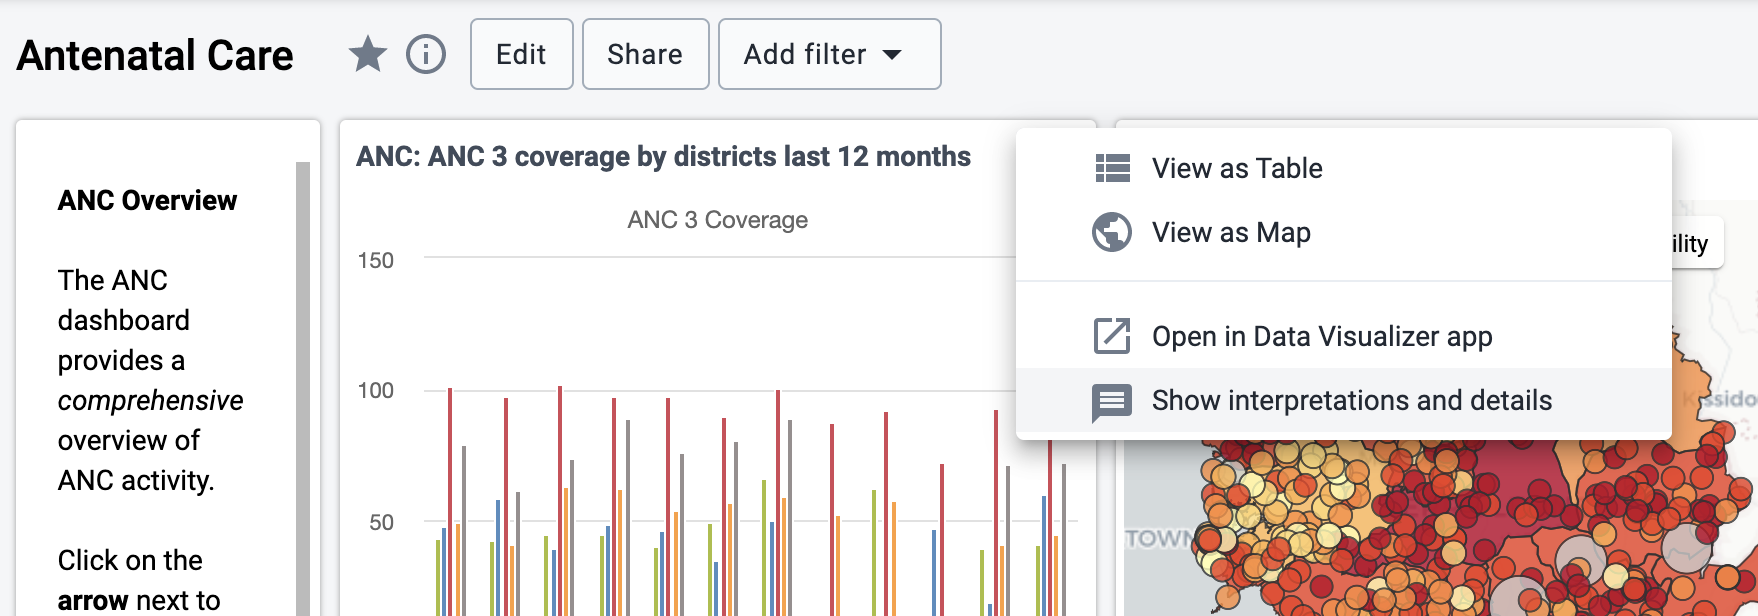 Antenatal Care
Edit
Share
Add filter
ANC Overview
The ANC
dashboard
provides a
comprehensive
overview of
ANC activity.
Click on the
arrow next to
ANC: ANC 3 coverage by districts last 12 months
ANC 3 Coverage
150
100
50
View as Table
View as Map
Open in Data Visualizer app
Show interpretations and details
ility
Kissido
TOWN